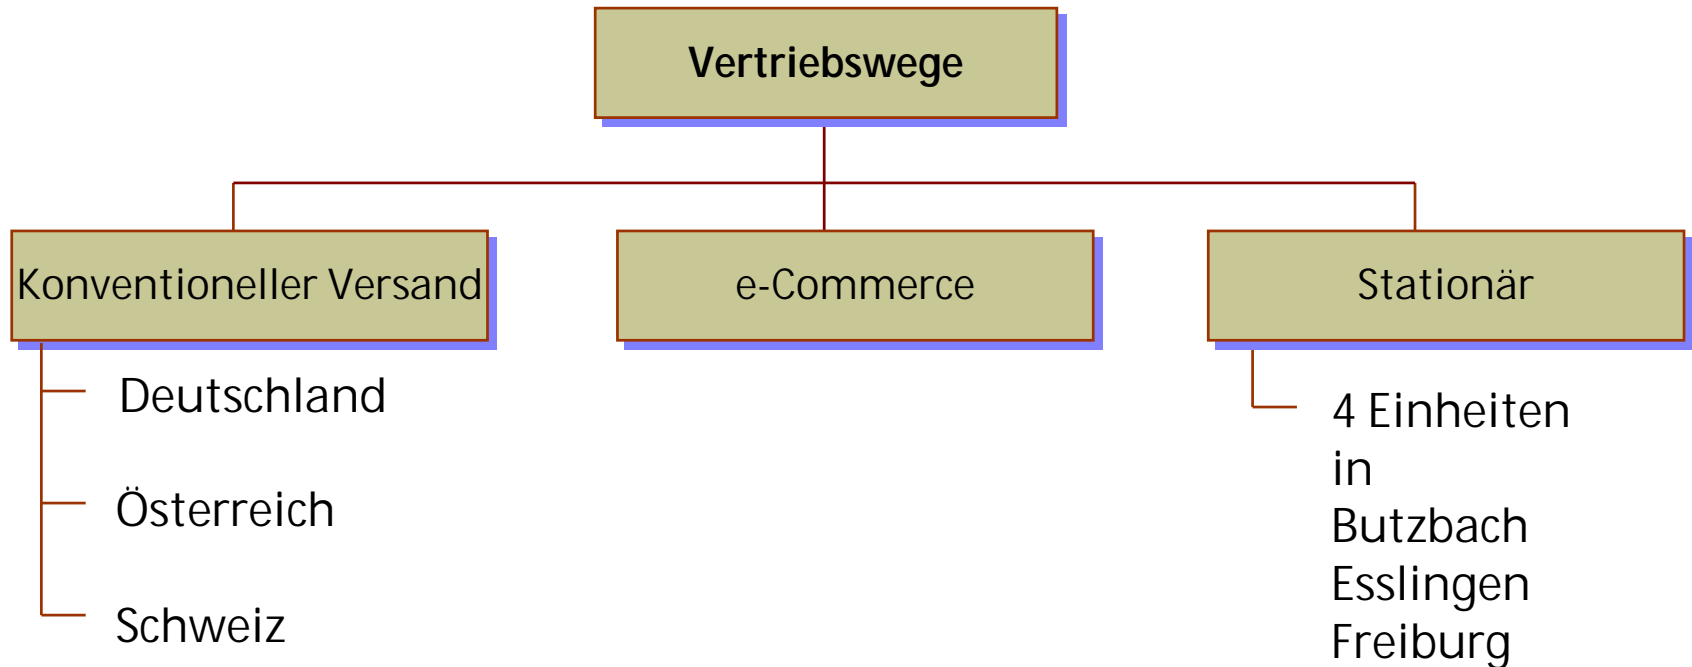 Vertriebswege
Konventioneller Versand
e-Commerce
Stationär
Deutschland
Österreich
Schweiz
4 Einheiten
in
Butzbach
Esslingen
Freiburg